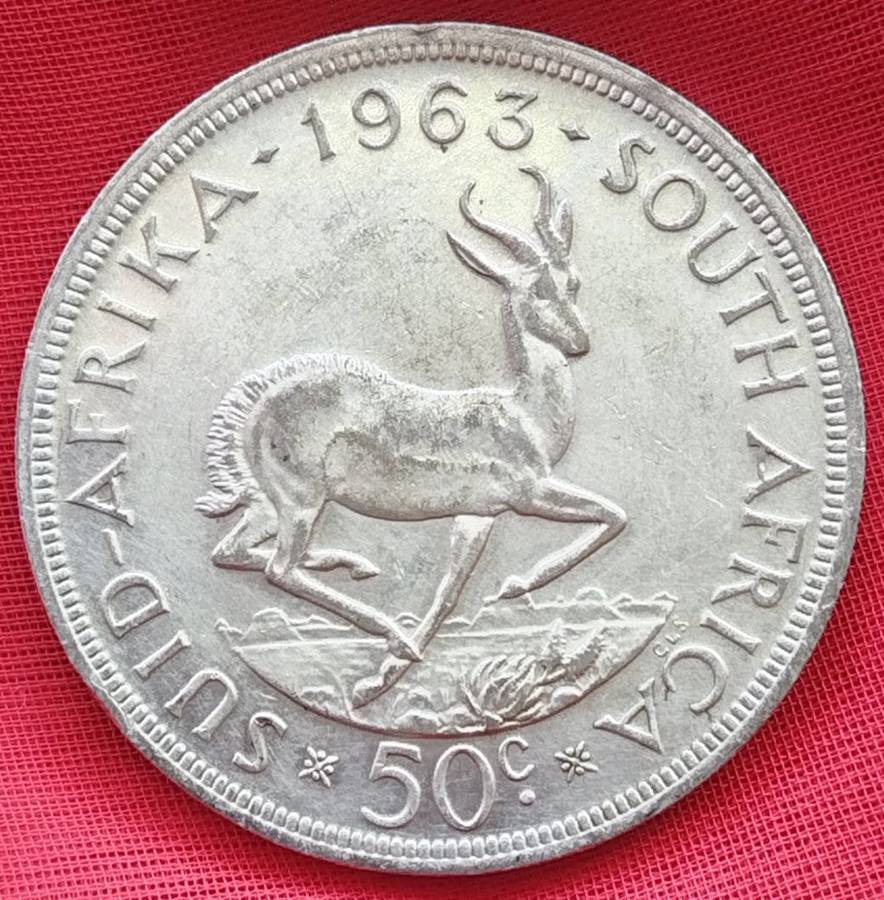 SUID-AFRIKA · 1963 · SOUTH AFRICA
CLS
50c.